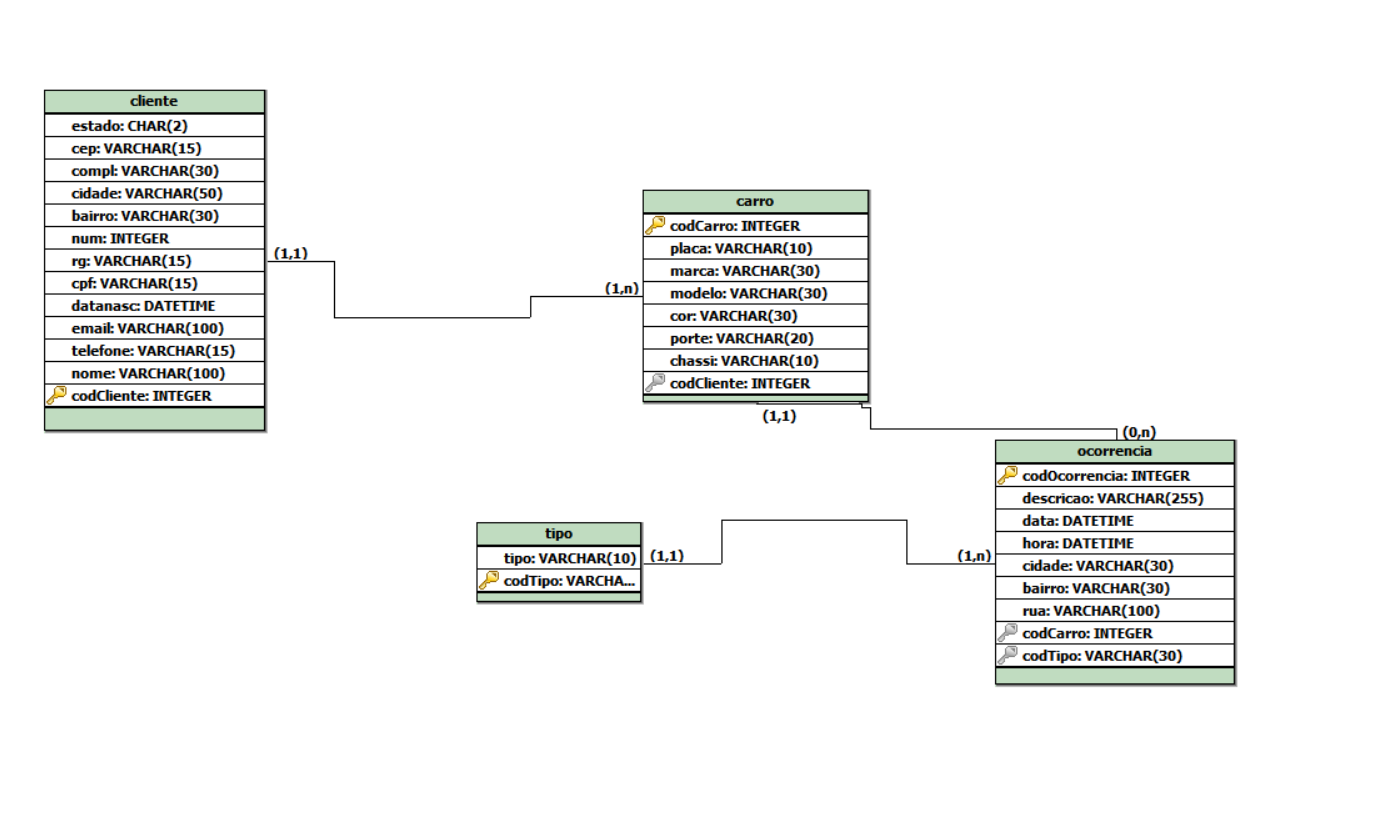 cliente
estado: CHAR(2)
cep: VARCHAR(15)
compl: VARCHAR(30)
cidade: VARCHAR(50)
bairro: VARCHAR(30)
num: INTEGER
rg: VARCHAR(15)
cpf: VARCHAR(15)
datanasc: DATETIME
email: VARCHAR(100)
telefone: VARCHAR(15)
nome: VARCHAR(100)
codCliente: INTEGER
(1,1)
(1,n)
carro
codCarro: INTEGER
placa: VARCHAR(10)
marca: VARCHAR(30)
modelo: VARCHAR(30)
cor: VARCHAR(30)
porte: VARCHAR(20)
chassi: VARCHAR(10)
codCliente: INTEGER
(1,1)
(0,n)
ocorrencia
codOcorrencia: INTEGER
descricao: VARCHAR(255)
data: DATETIME
hora: DATETIME
cidade: VARCHAR(30)
bairro: VARCHAR(30)
rua: VARCHAR(100)
codCarro: INTEGER
codTipo: VARCHAR(30)
tipo
tipo: VARCHAR(10)
codTipo: VARCHA...
(1,1)
(1,n)